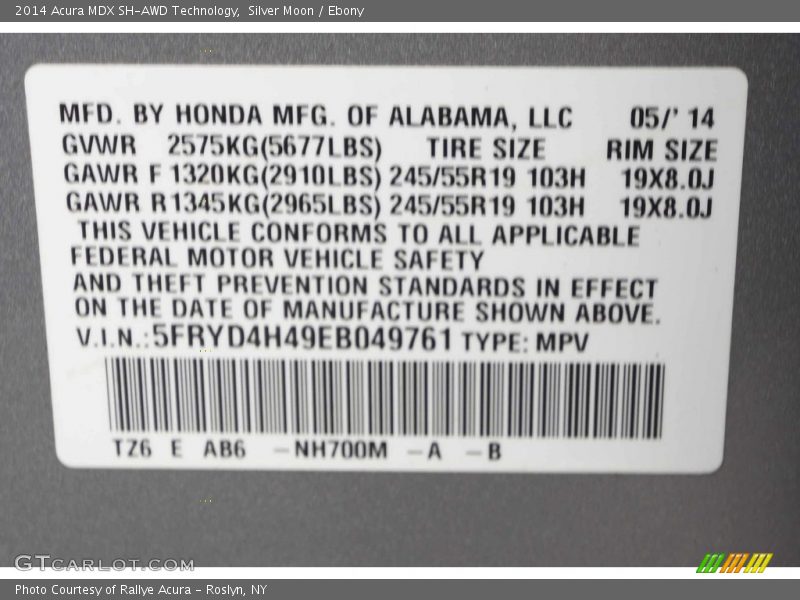 2014 Acura MDX SH-AWD Technology,  Silver Moon / Ebony
MFD. BY HONDA MFG. OF ALABAMA, LLC 05/' 14
GVWR 2575KG(5677LBS) TIRE SIZE RIM SIZE
GAWR F 1320KG(2910LBS) 245/55R19 103H 19X8.0J
GAWR R 1345KG(2965LBS) 245/55R19 103H 19X8.0J
THIS VEHICLE CONFORMS TO ALL APPLICABLE
FEDERAL MOTOR VEHICLE SAFETY
AND THEFT PREVENTION STANDARDS IN EFFECT
ON THE DATE OF MANUFACTURE SHOWN ABOVE.
V.I.N.:5FRYD4H49EB049761 TYPE: MPV
TZ6 E AB6 -NH700M -A -B
GTCARLOT.COM
Photo Courtesy of Rallye Acura - Roslyn, NY